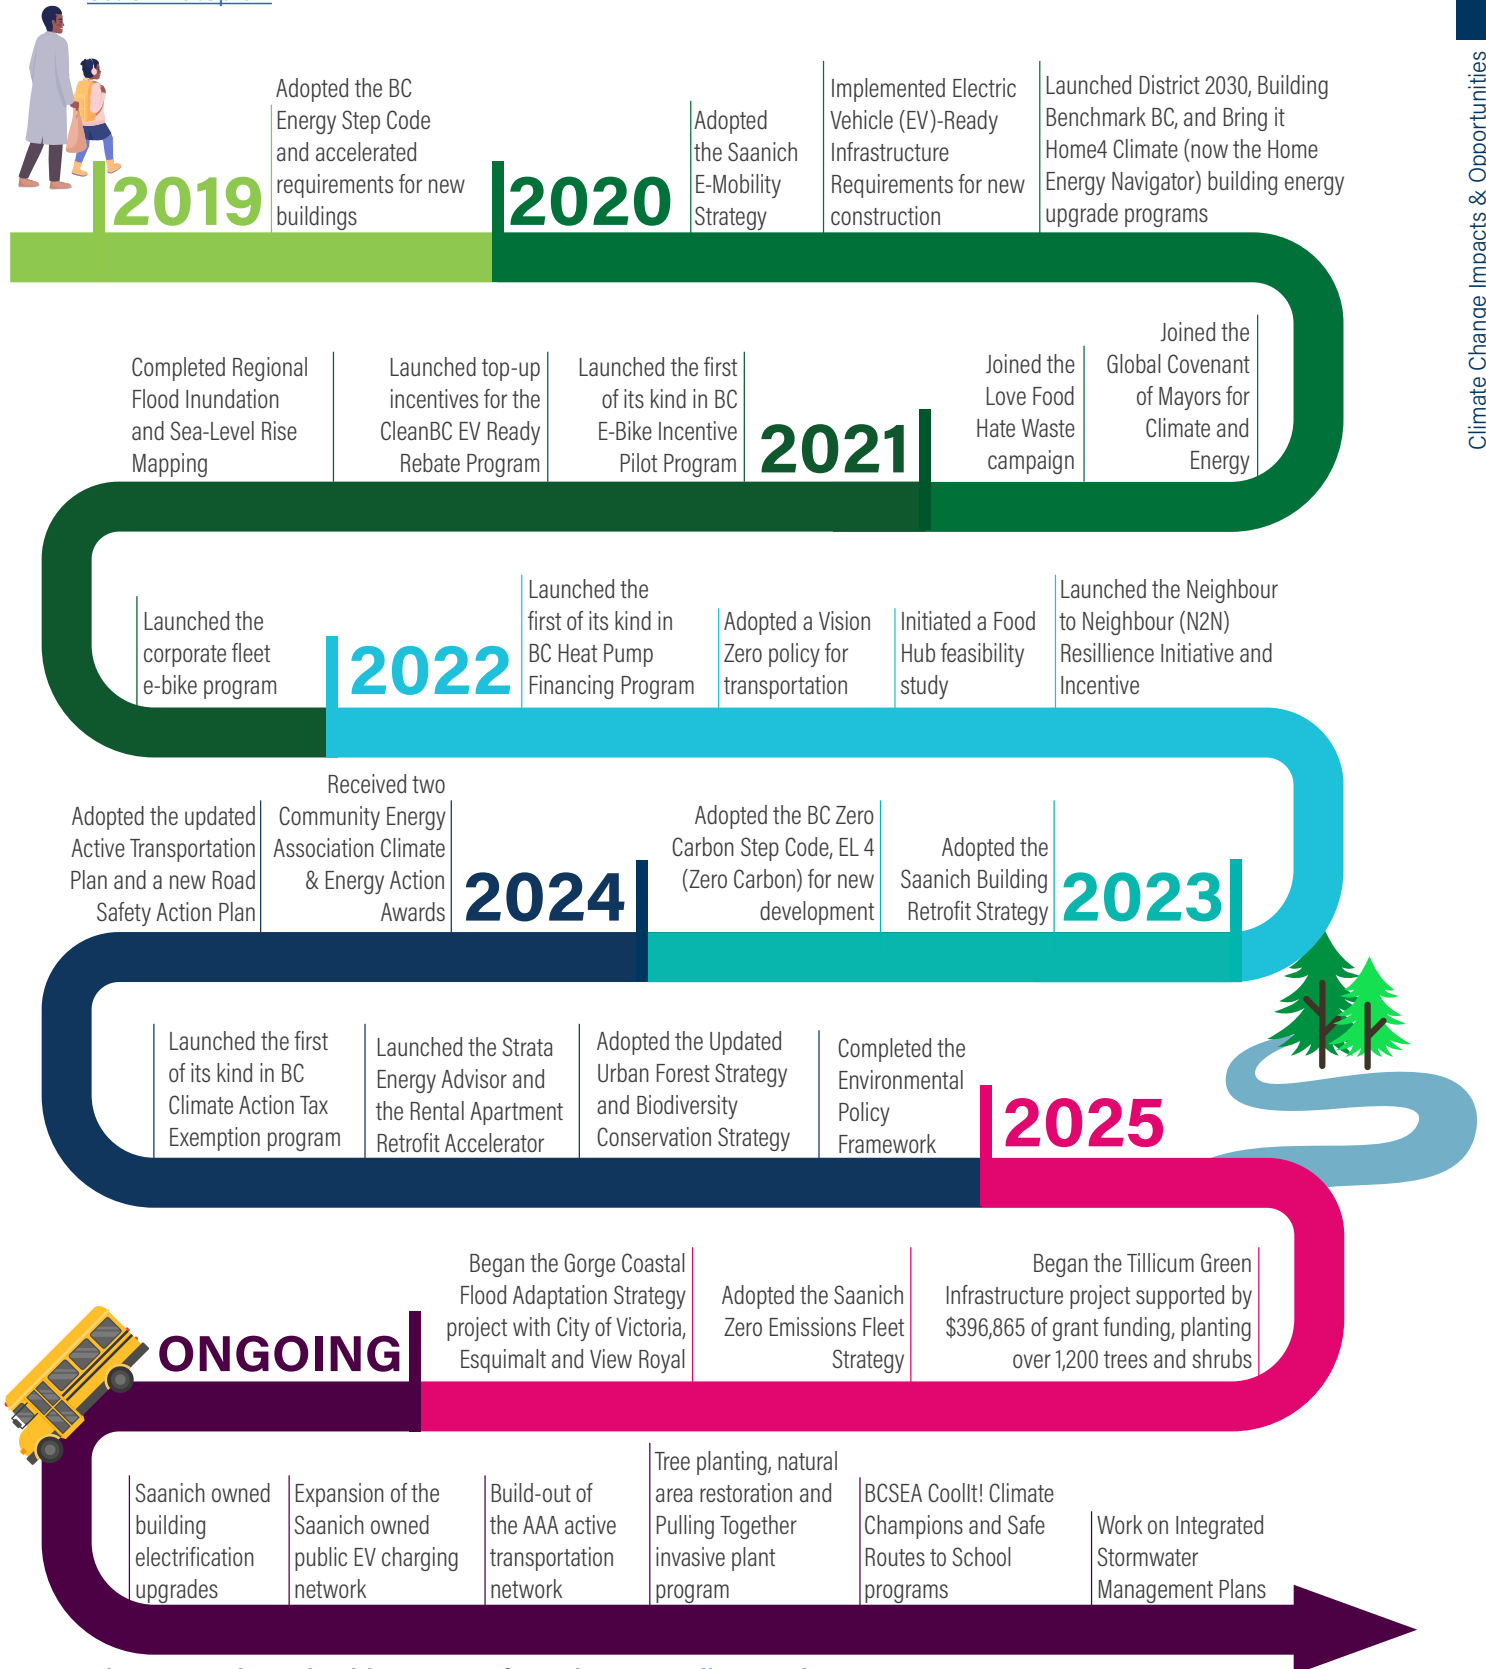 2019
Adopted the BC
Energy Step Code
and accelerated
requirements for new
buildings
2020
Adopted
the Saanich
E-Mobility
Strategy
Implemented Electric
Vehicle (EV)-Ready
Infrastructure
Requirements for new
construction
Launched District 2030, Building
Benchmark BC, and Bring it
Home4 Climate (now the Home
Energy Navigator) building energy
upgrade programs
Climate Change Impacts & Opportunities
Joined the
Global Covenant
of Mayors for
Climate and
Energy
Joined the
Love Food
Hate Waste
campaign
2021
Launched the first
of its kind in BC
E-Bike Incentive
Pilot Program
Launched top-up
incentives for the
CleanBC EV Ready
Rebate Program
Completed Regional
Flood Inundation
and Sea-Level Rise
Mapping
Launched the
corporate fleet
e-bike program
2022
Launched the
first of its kind in
BC Heat Pump
Financing Program
Adopted a Vision
Zero policy for
transportation
Initiated a Food
Hub feasibility
study
Launched the Neighbour
to Neighbour (N2N)
Resillience Initiative and
Incentive
2023
Adopted the
Saanich Building
Retrofit Strategy
Adopted the BC Zero
Carbon Step Code, EL 4
(Zero Carbon) for new
development
2024
Received two
Community Energy
Association Climate
& Energy Action
Awards
Adopted the updated
Active Transportation
Plan and a new Road
Safety Action Plan
Launched the first
of its kind in BC
Climate Action Tax
Exemption program
Launched the Strata
Energy Advisor and
the Rental Apartment
Retrofit Accelerator
Adopted the Updated
Urban Forest Strategy
and Biodiversity
Conservation Strategy
Completed the
Environmental
Policy
Framework
2025
Began the Tillicum Green
Infrastructure project supported by
$396,865 of grant funding, planting
over 1,200 trees and shrubs
Adopted the Saanich
Zero Emissions Fleet
Strategy
Began the Gorge Coastal
Flood Adaptation Strategy
project with City of Victoria,
Esquimalt and View Royal
ONGOING
Saanich owned
building
electrification
upgrades
Expansion of the
Saanich owned
public EV charging
network
Build-out of
the AAA active
transportation
network
Tree planting, natural
area restoration and
Pulling Together
invasive plant
program
BCSEA CoolIt! Climate
Champions and Safe
Routes to School
programs
Work on Integrated
Stormwater
Management Plans